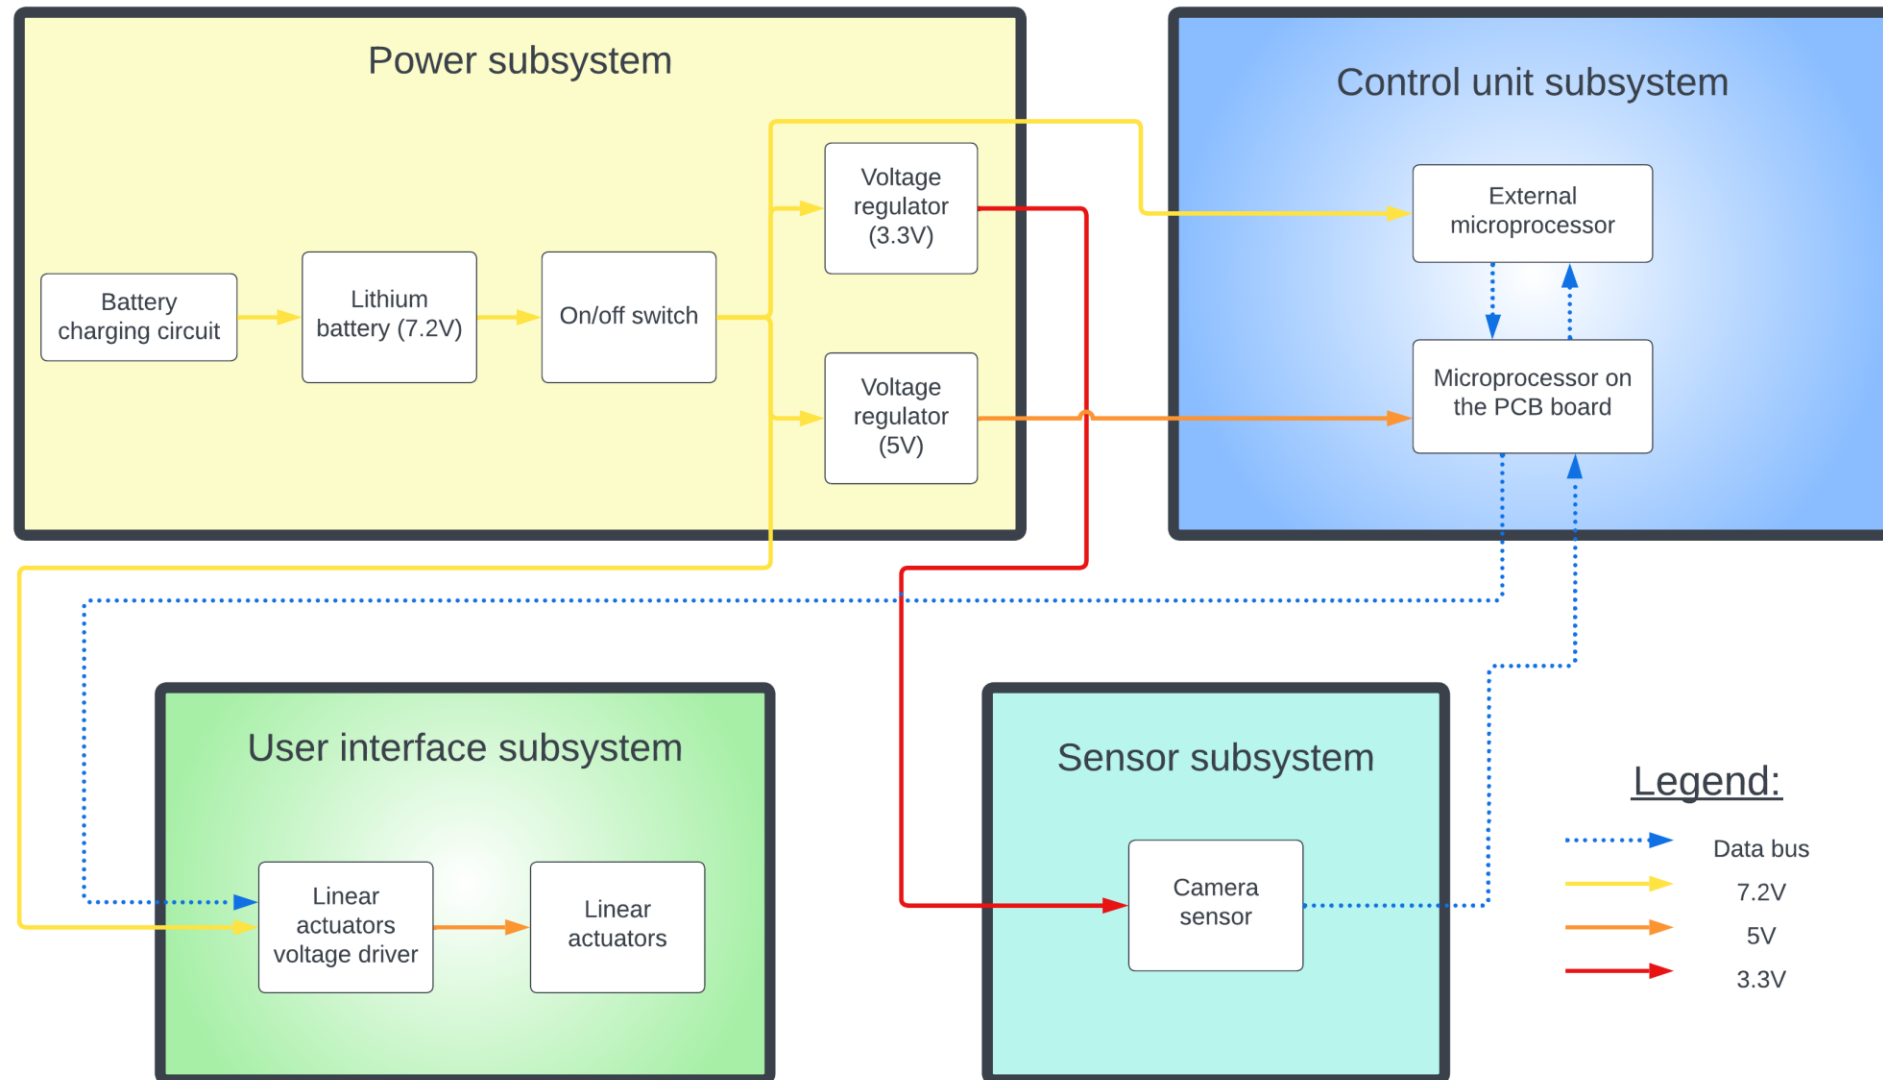 Power subsystem
Battery
charging circuit
Lithium
battery (7.2V)
On/off switch
Voltage
regulator
(3.3V)
Voltage
regulator
(5V)
Control unit subsystem
External
microprocessor
Microprocessor on
the PCB board
User interface subsystem
Linear
actuators
voltage driver
Linear
actuators
Sensor subsystem
Camera
sensor
Legend:
Data bus
7.2V
5V
3.3V